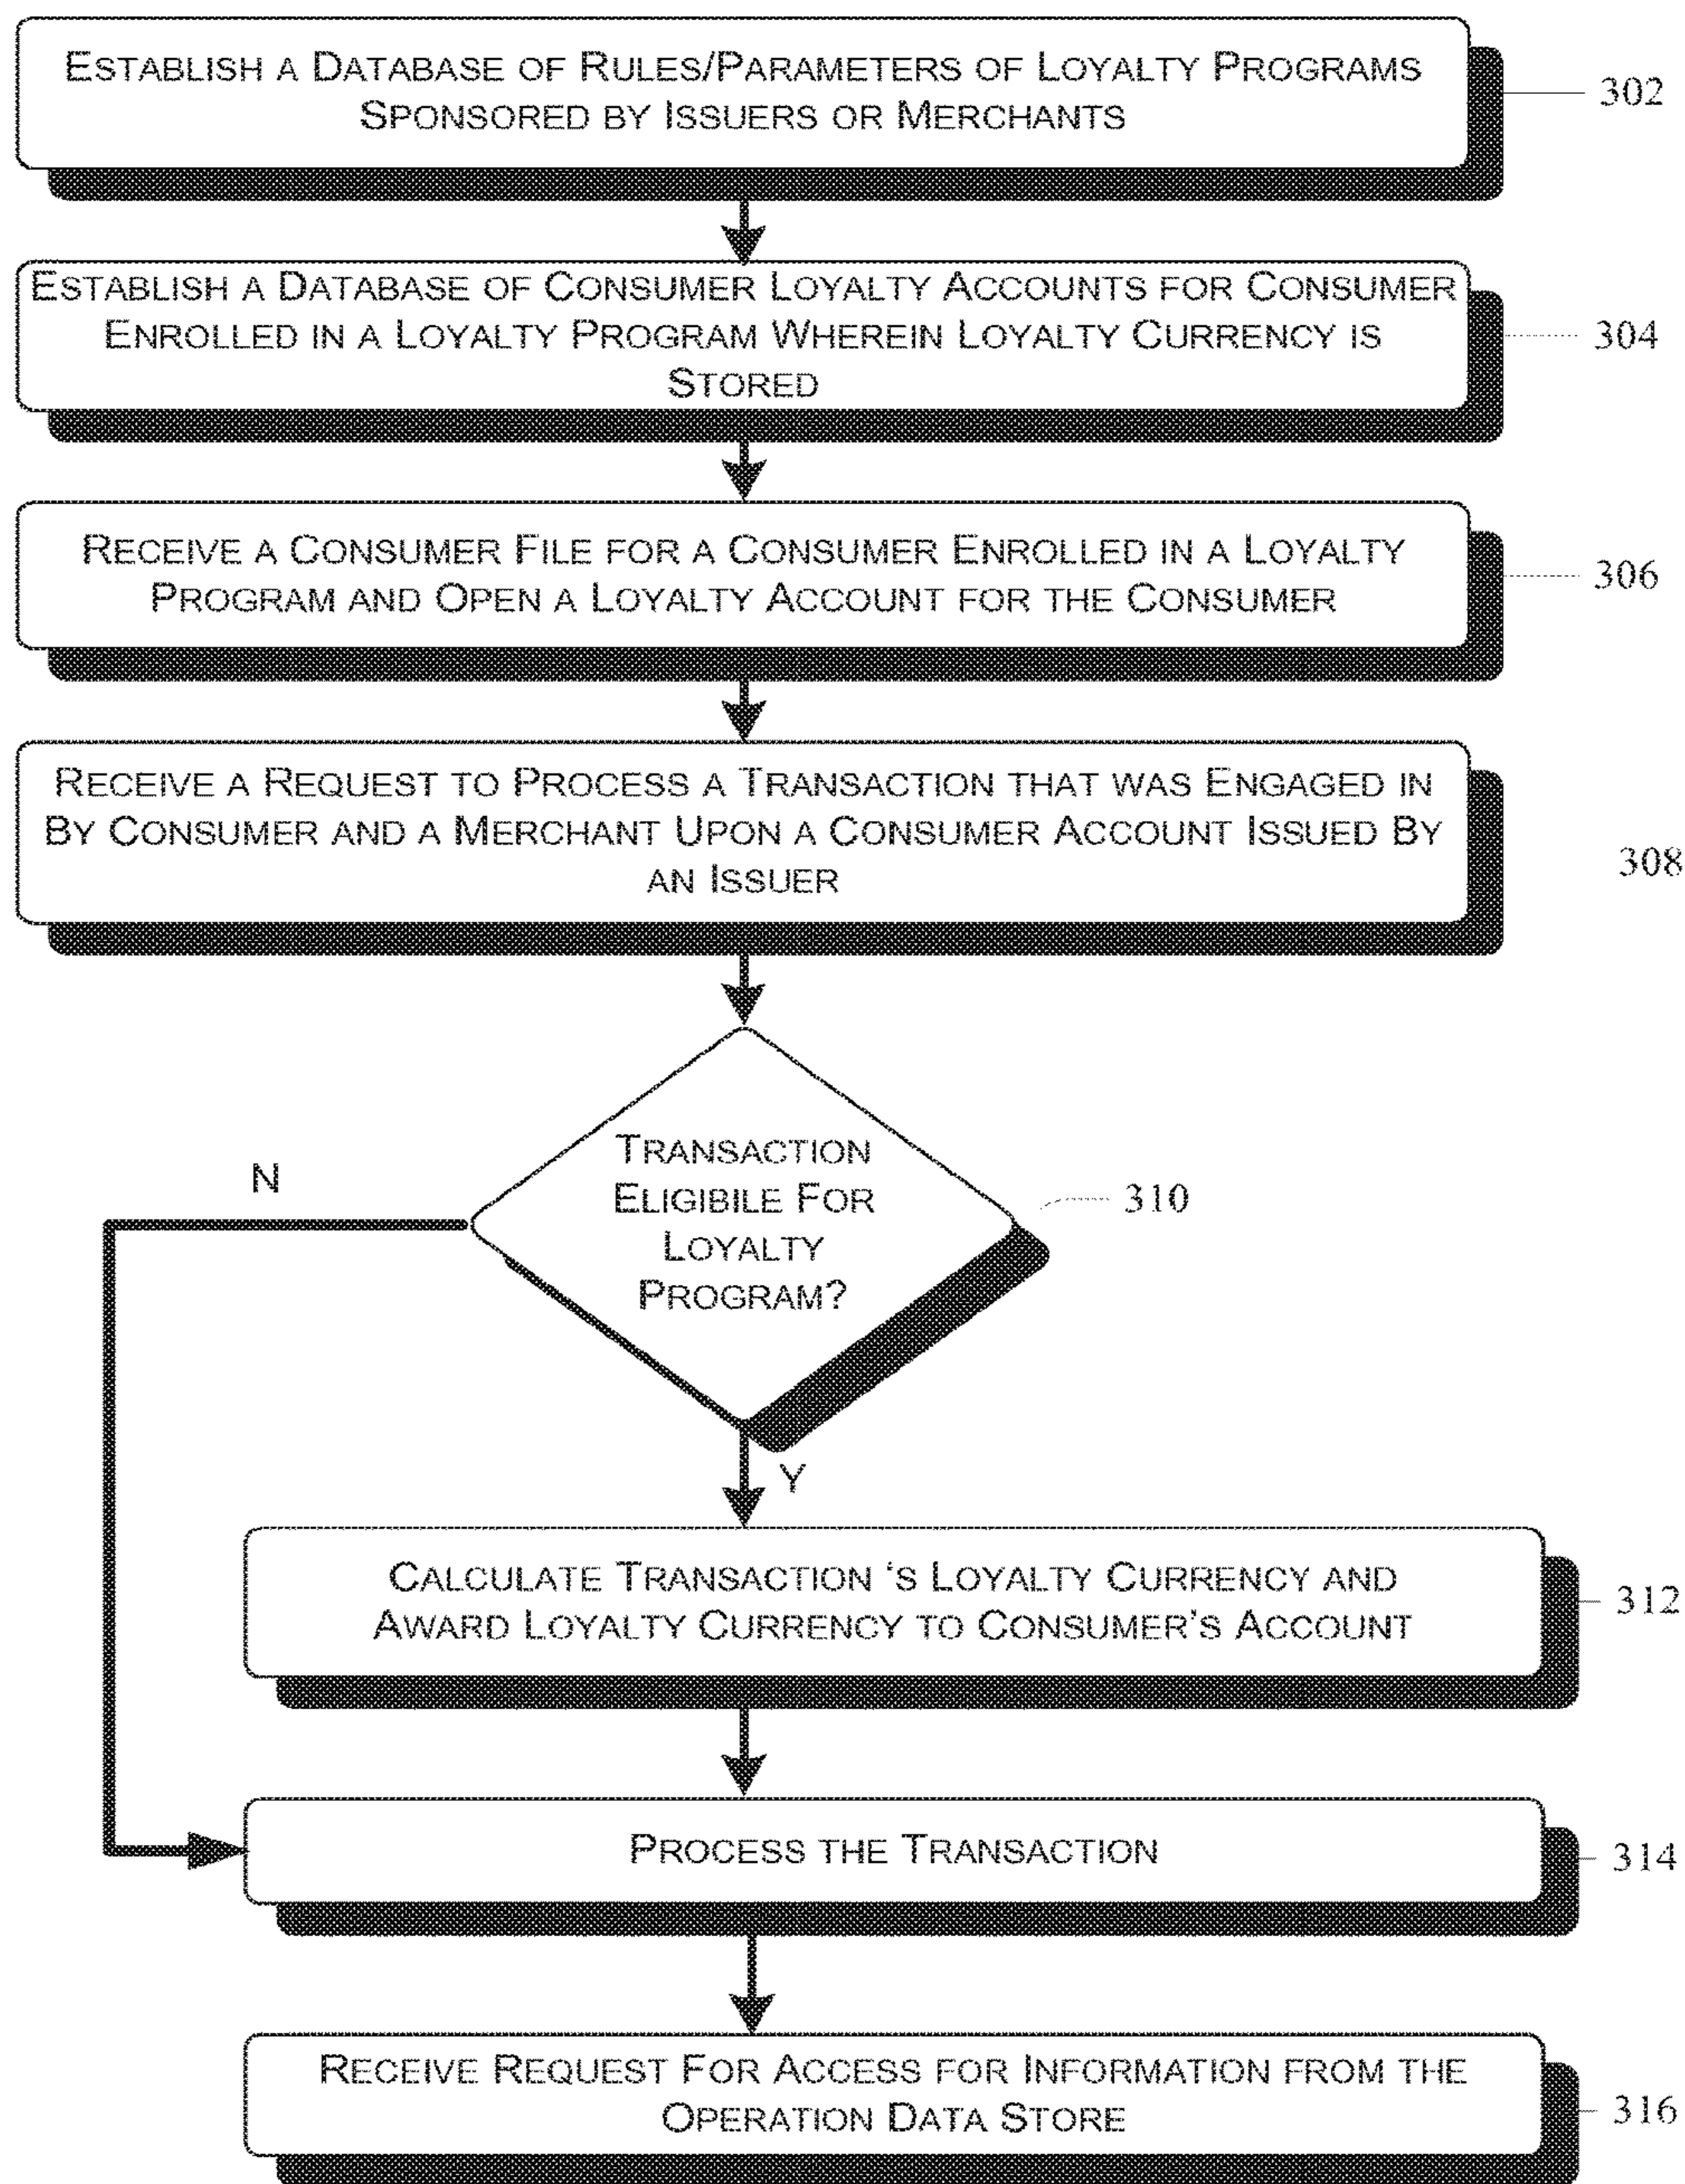 ESTABLISH A DATABASE OF RULES/PARAMETERS OF LOYALTY PROGRAMS
SPONSORED BY ISSUERS OR MERCHANTS
302
ESTABLISH A DATABASE OF CONSUMER LOYALTY ACCOUNTS FOR CONSUMER
ENROLLED IN A LOYALTY PROGRAM WHEREIN LOYALTY CURRENCY IS
STORED
304
RECEIVE A CONSUMER FILE FOR A CONSUMER ENROLLED IN A LOYALTY
PROGRAM AND OPEN A LOYALTY ACCOUNT FOR THE CONSUMER
306
RECEIVE A REQUEST TO PROCESS A TRANSACTION THAT WAS ENGAGED IN
BY CONSUMER AND A MERCHANT UPON A CONSUMER ACCOUNT ISSUED BY
AN ISSUER
308
TRANSACTION
ELIGIBILE FOR
LOYALTY
PROGRAM?
310
N
Y
CALCULATE TRANSACTION 'S LOYALTY CURRENCY AND
AWARD LOYALTY CURRENCY TO CONSUMER'S ACCOUNT
312
PROCESS THE TRANSACTION
314
RECEIVE REQUEST FOR ACCESS FOR INFORMATION FROM THE
OPERATION DATA STORE
316